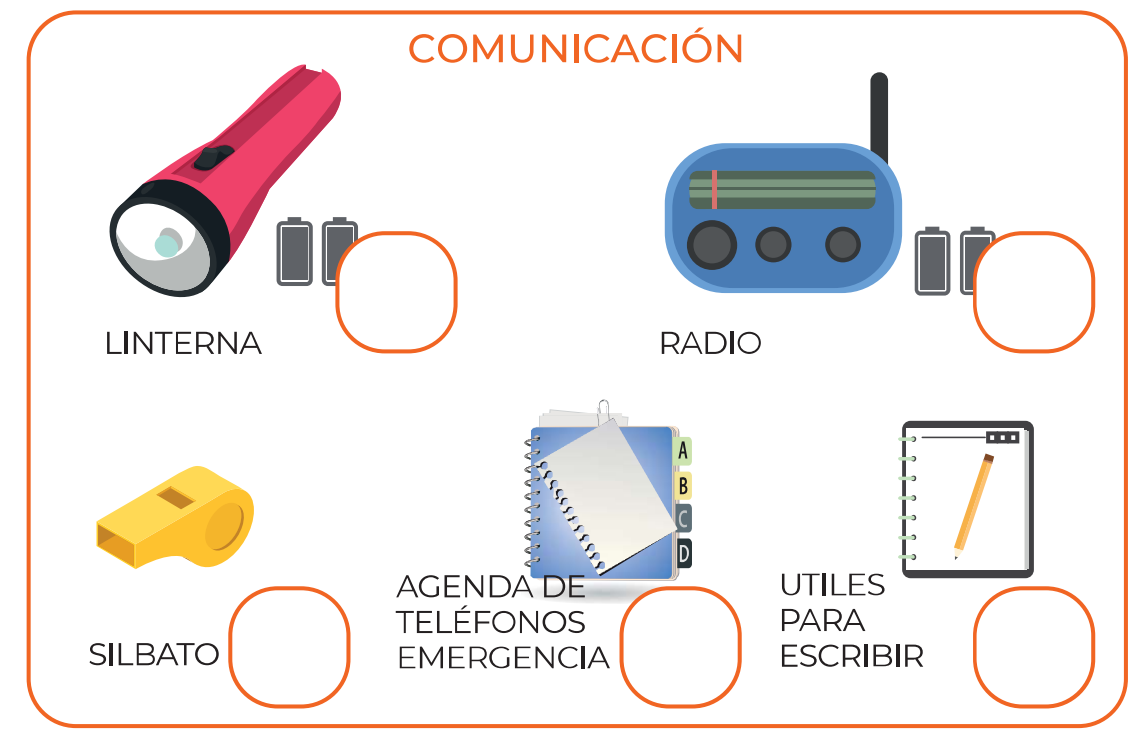 COMUNICACIÓN
LINTERNA
RADIO
A
B
C
D
SILBATO
AGENDA DE
TELÉFONOS
EMERGENCIA
UTILES
PARA
ESCRIBIR